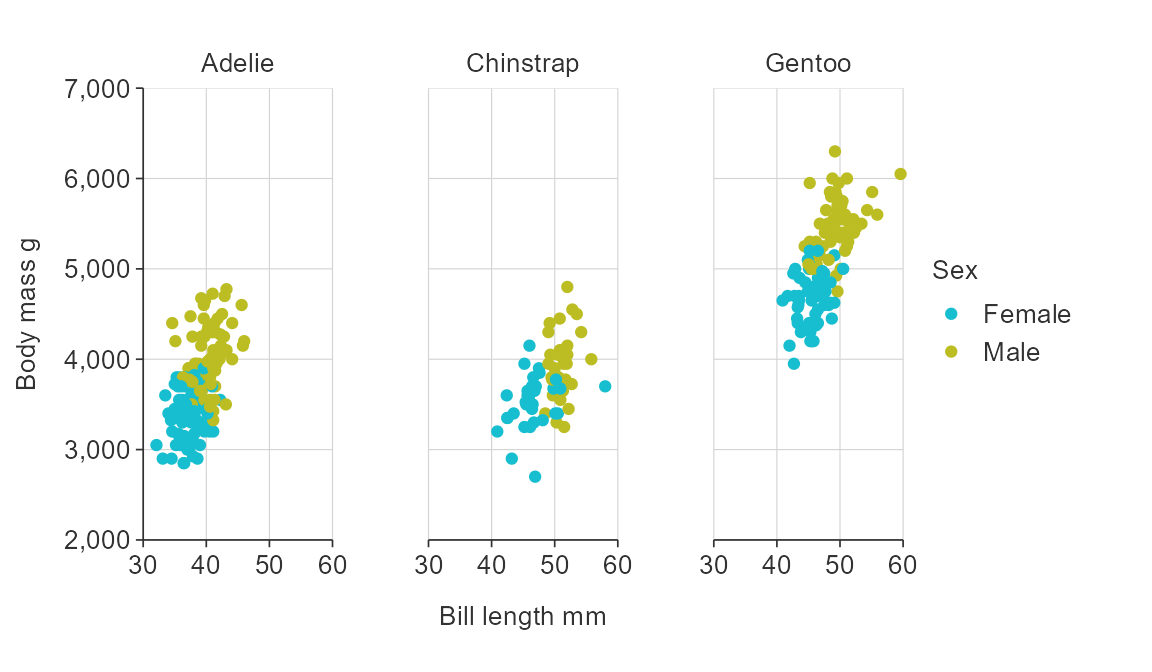 Adelie Chinstrap Gentoo
7,000
6,000
5,000
4,000
3,000
2,000
Body mass g
30 40 50 60 30 40 50 60 30 40 50 60
Bill length mm
Sex
Female
Male